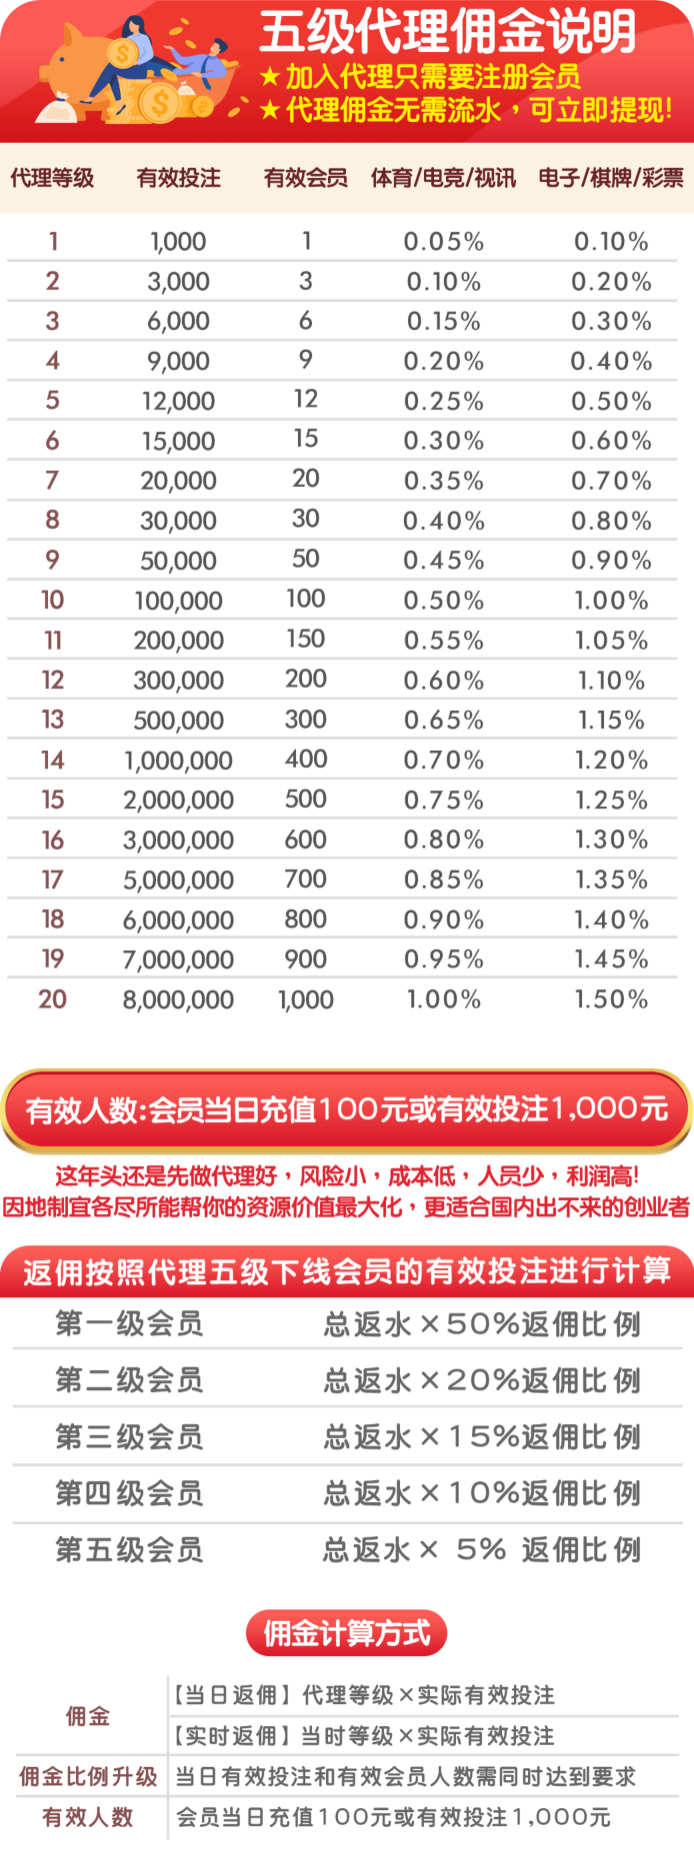 五级代理佣金说明
★加入代理只需要注册会员
★代理佣金无需流水，可立即提现!
代理等级 有效投注 有效会员 体育/电竞/视讯 电子/棋牌/彩票
1 1,000 1 0.05% 0.10%
2 3,000 3 0.10% 0.20%
3 6,000 6 0.15% 0.30%
4 9,000 9 0.20% 0.40%
5 12,000 12 0.25% 0.50%
6 15,000 15 0.30% 0.60%
7 20,000 20 0.35% 0.70%
8 30,000 30 0.40% 0.80%
9 50,000 50 0.45% 0.90%
10 100,000 100 0.50% 1.00%
11 200,000 150 0.55% 1.05%
12 300,000 200 0.60% 1.10%
13 500,000 300 0.65% 1.15%
14 1,000,000 400 0.70% 1.20%
15 2,000,000 500 0.75% 1.25%
16 3,000,000 600 0.80% 1.30%
17 5,000,000 700 0.85% 1.35%
18 6,000,000 800 0.90% 1.40%
19 7,000,000 900 0.95% 1.45%
20 8,000,000 1,000 1.00% 1.50%
有效人数:会员当日充值100元或有效投注1,000元
这年头还是先做代理好，风险小，成本低，人员少，利润高!
因地制宜各尽所能帮你的资源价值最大化，更适合国内出不来的创业者
返佣按照代理五级下线会员的有效投注进行计算
第一级会员 总返水×50%返佣比例
第二级会员 总返水×20%返佣比例
第三级会员 总返水×15%返佣比例
第四级会员 总返水×10%返佣比例
第五级会员 总返水× 5% 返佣比例
佣金计算方式
佣金
【当日返佣】代理等级×实际有效投注
【实时返佣】当时等级×实际有效投注
佣金比例升级 当日有效投注和有效会员人数需同时达到要求
有效人数 会员当日充值100元或有效投注1,000元